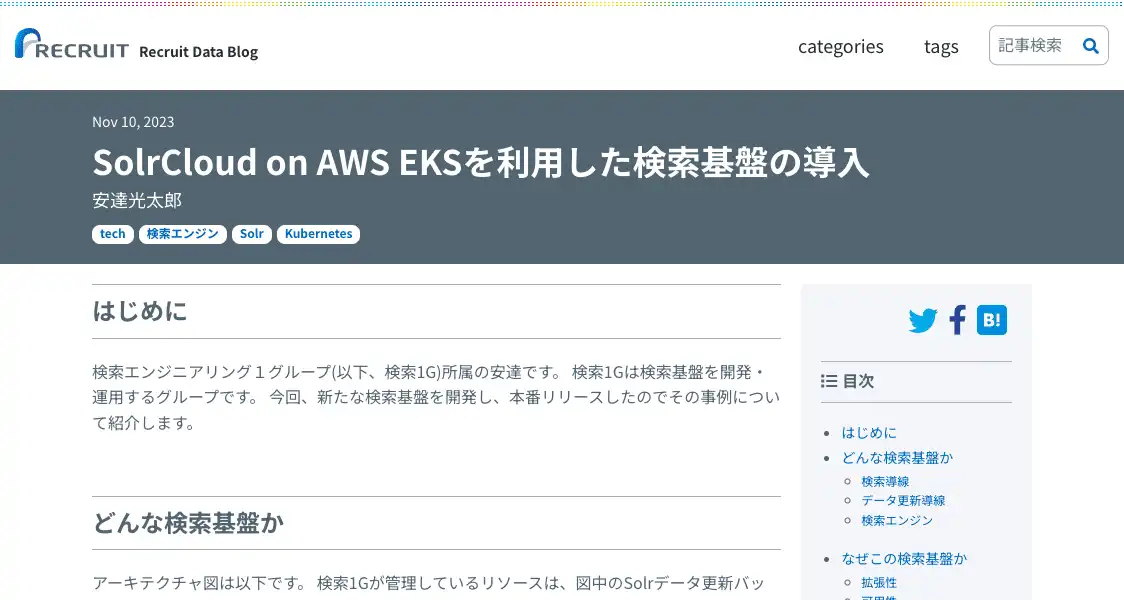 RECRUIT Recruit Data Blog
categories
tags
記事検索
Nov 10, 2023
SolrCloud on AWS EKSを利用した検索基盤の導入
安達光太郎
tech 検索エンジン Solr Kubernetes
はじめに
検索エンジニアリング１グループ(以下、検索1G)所属の安達です。 検索1Gは検索基盤を開発・
運用するグループです。 今回、新たな検索基盤を開発し、本番リリースしたのでその事例につい
て紹介します。
どんな検索基盤か
アーキテクチャ図は以下です。 検索1Gが管理しているリソースは、図中のSolrデータ更新バッ
B!
目次
はじめに
どんな検索基盤か
検索導線
データ更新導線
検索エンジン
なぜこの検索基盤か
拡張性
可用性